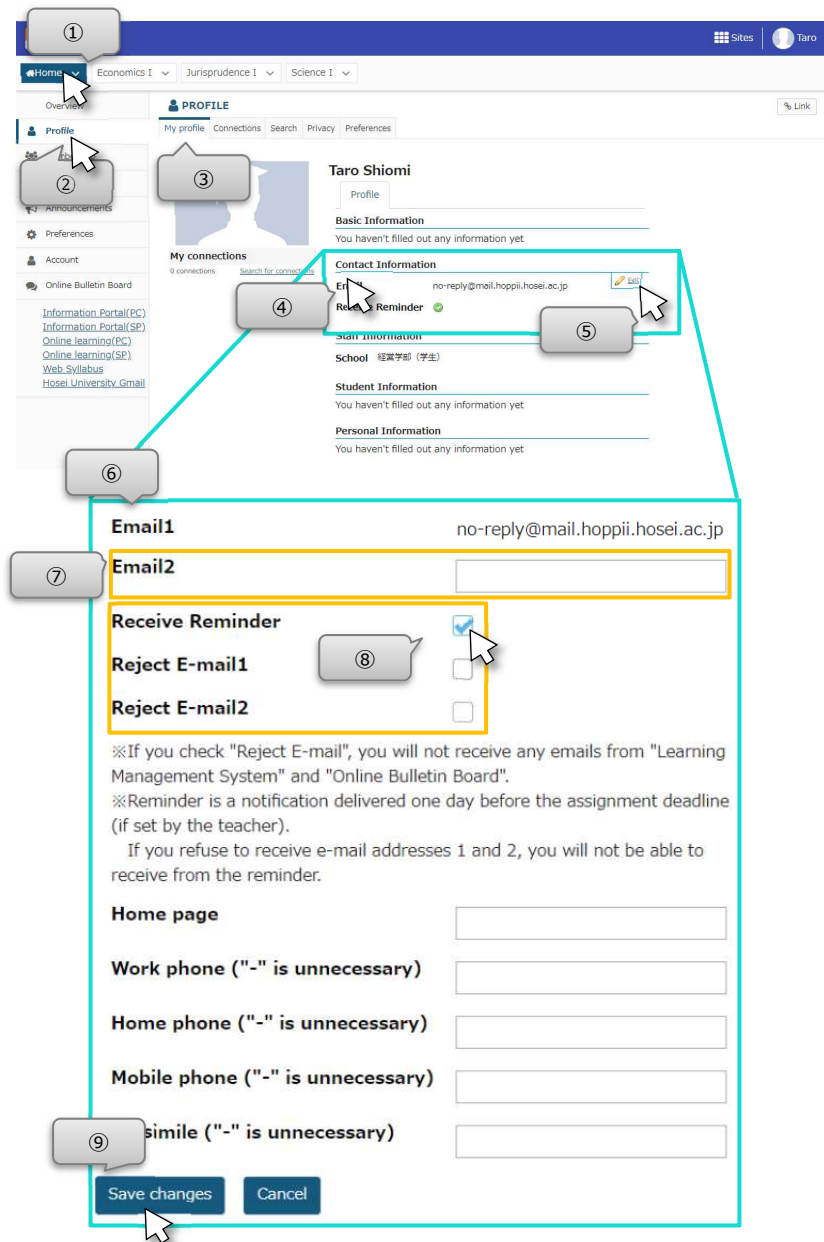 ①
Sites
Taro
Home
Economics I
Jurisprudence I
Science I
Overview
PROFILE
Link
Profile
My profile Connections Search Privacy Preferences
②
③
Announcements
Preferences
Account
Online Bulletin Board
Information Portal(PC)
Information Portal(SP)
Online learning(PC)
Online learning(SP)
Web Syllabus
Hosei University Gmail
My connections
0 connections Search for connections
Taro Shiomi
Profile
Basic Information
You haven't filled out any information yet
Contact Information
no-reply@mail.hoppii.hosei.ac.jp
Edit
Reminder
④
⑤
Staff Information
School 経営学部（学生）
Student Information
You haven't filled out any information yet
Personal Information
You haven't filled out any information yet
⑥
Email1 no-reply@mail.hoppii.hosei.ac.jp
⑦
Email2
Receive Reminder
⑧
Reject E-mail1
Reject E-mail2
※If you check "Reject E-mail", you will not receive any emails from "Learning
Management System" and "Online Bulletin Board".
※Reminder is a notification delivered one day before the assignment deadline
(if set by the teacher).
If you refuse to receive e-mail addresses 1 and 2, you will not be able to
receive from the reminder.
Home page
Work phone ("-" is unnecessary)
Home phone ("-" is unnecessary)
Mobile phone ("-" is unnecessary)
simile ("-" is unnecessary)
⑨
Save changes
Cancel